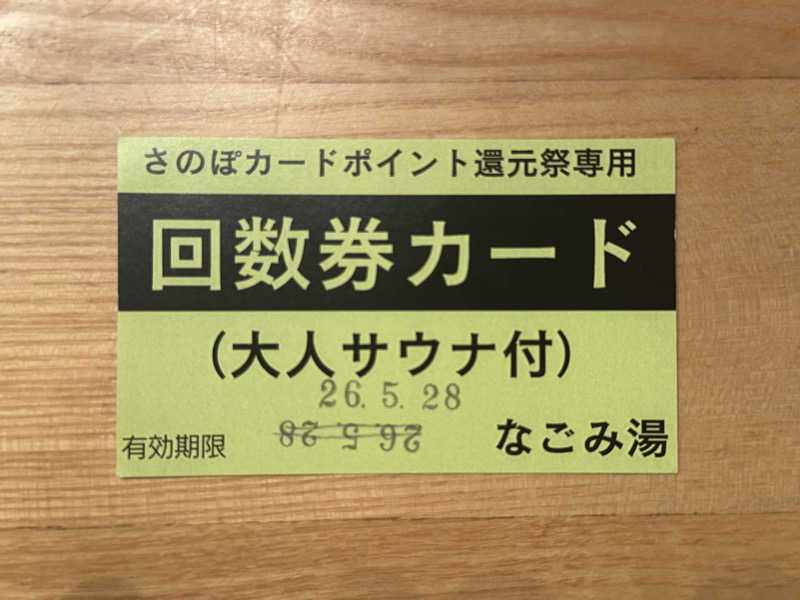 さのぽカードポイント還元祭専用
回数券カード
(大人サウナ付)
26.5.28
有効期限 26.5.28 なごみ湯